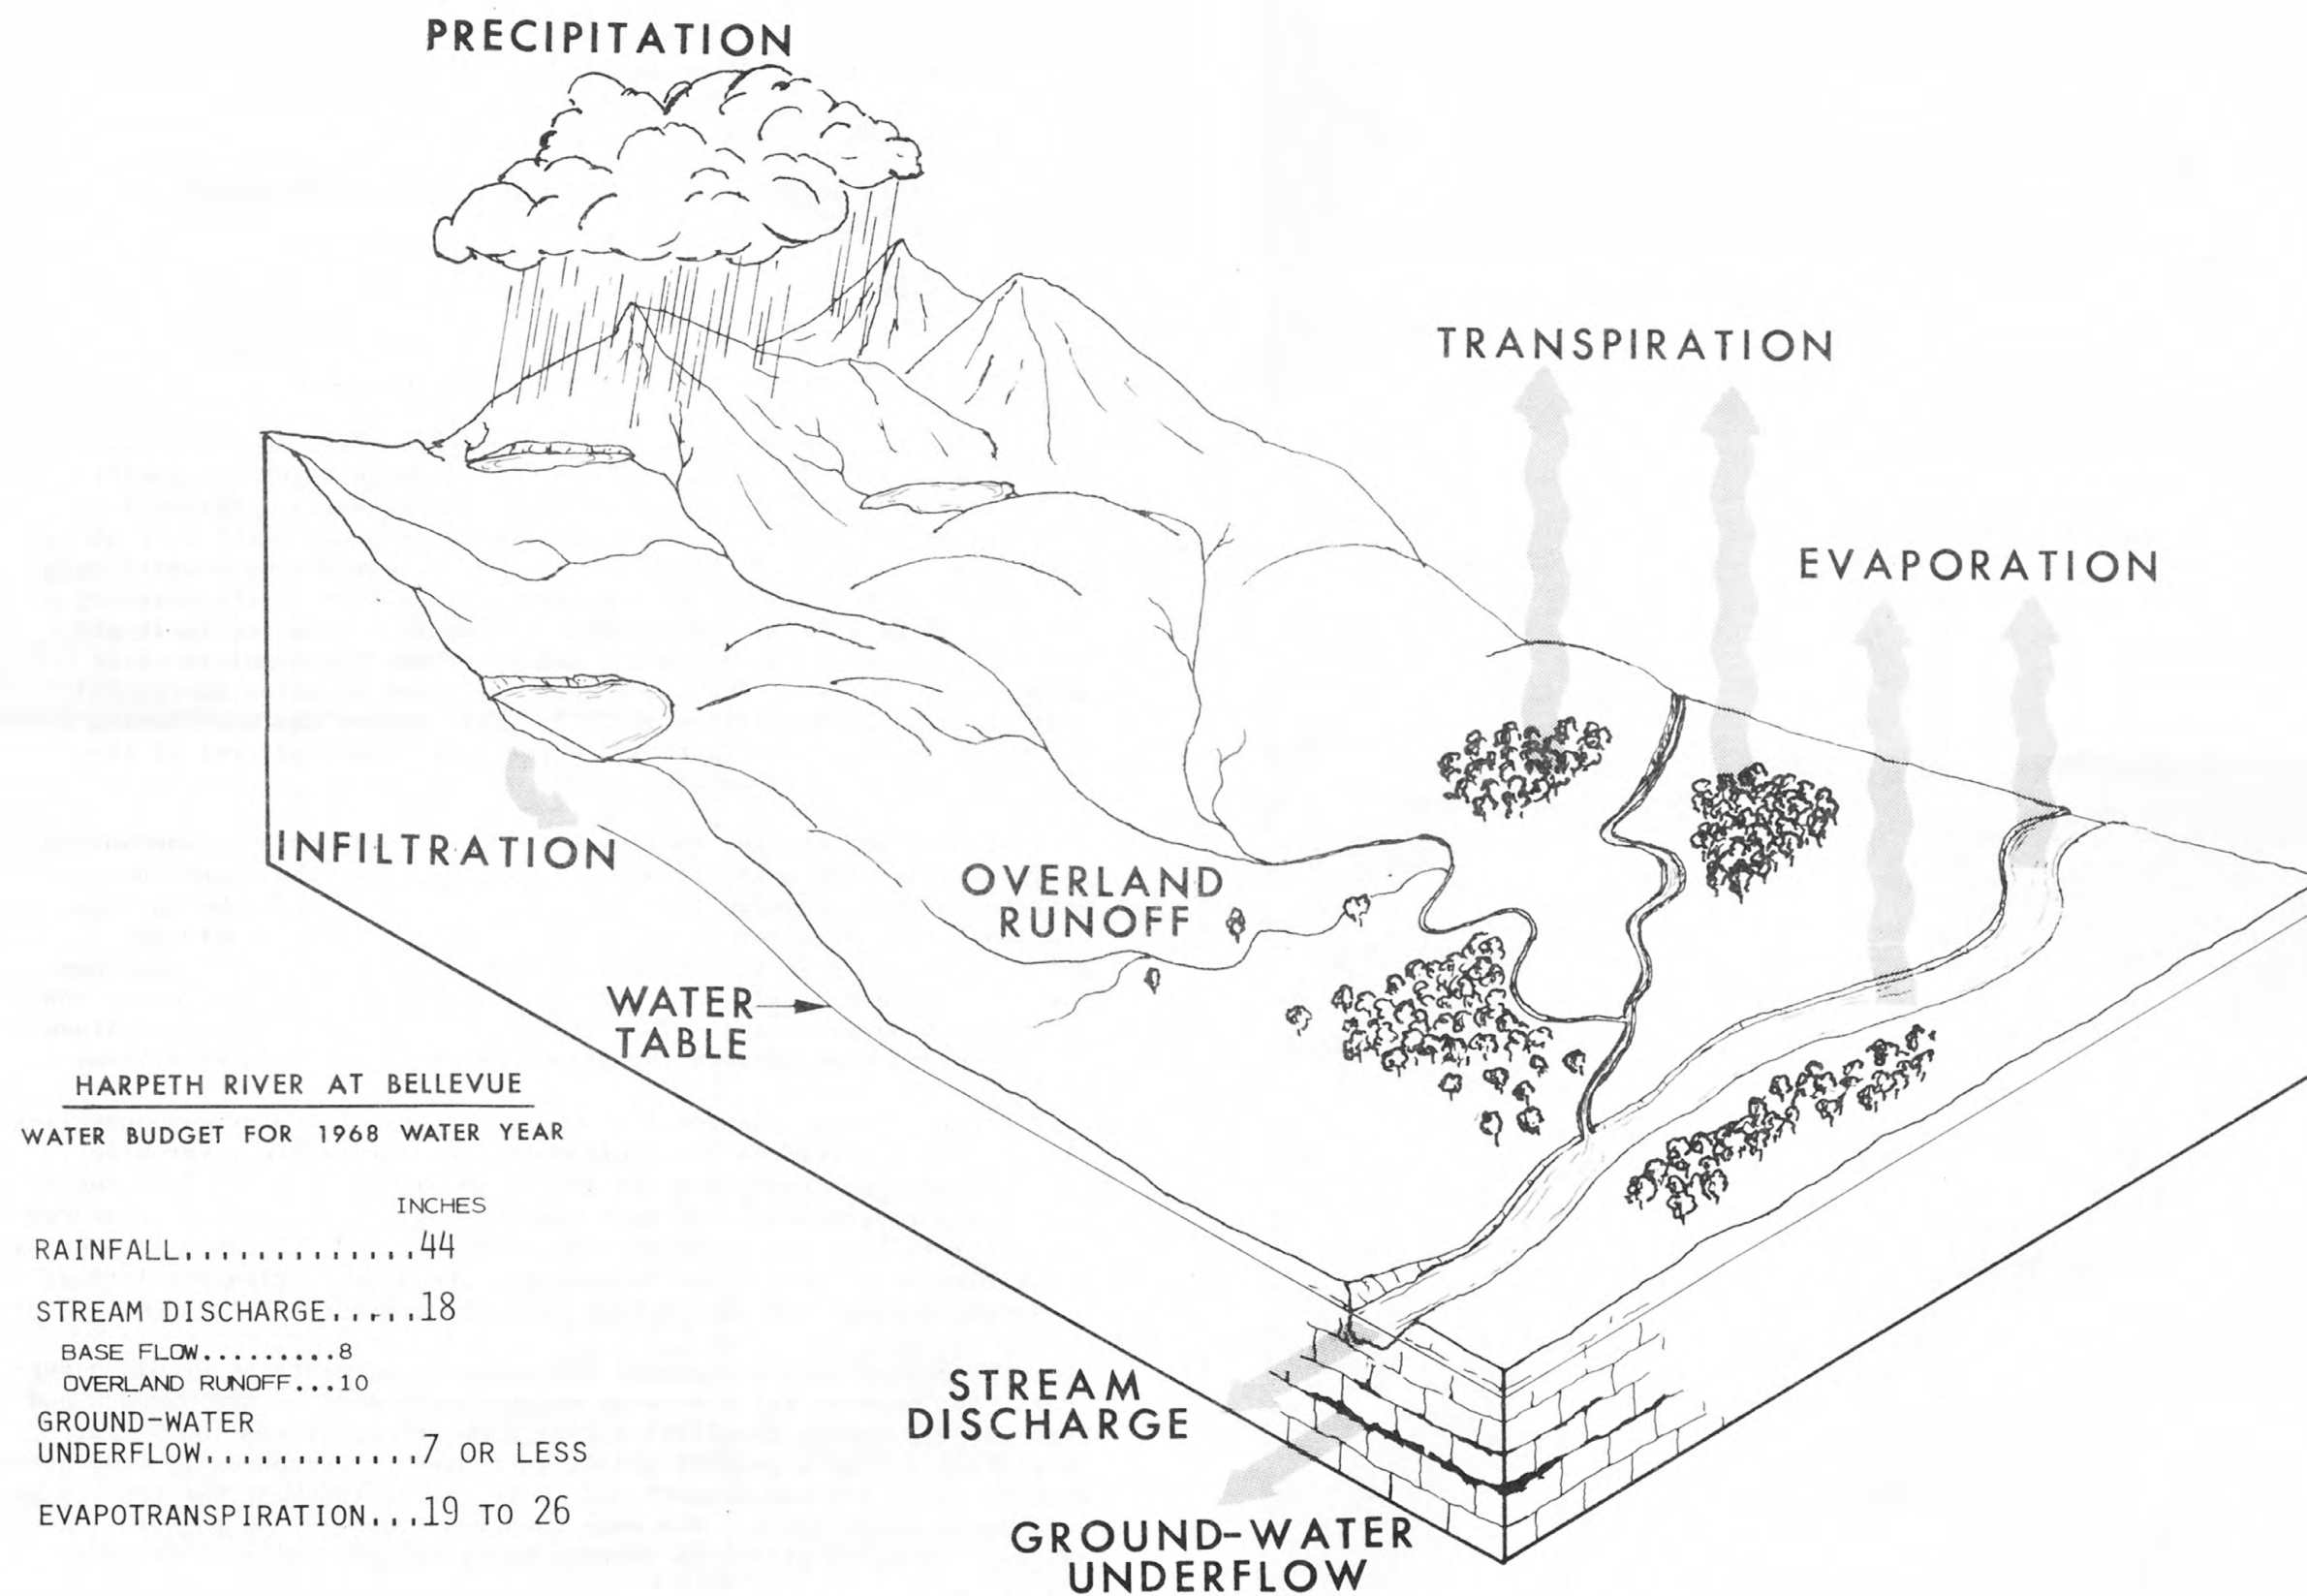 PRECIPITATION
TRANSPIRATION
EVAPORATION
INFILTRATION
OVERLAND
RUNOFF
WATER
TABLE
HARPETH RIVER AT BELLEVUE
WATER BUDGET FOR 1968 WATER YEAR
INCHES
RAINFALL..............44
STREAM DISCHARGE.....18
BASE FLOW.........8
OVERLAND RUNOFF...10
GROUND-WATER
UNDERFLOW............7 OR LESS
EVAPOTRANSPIRATION...19 TO 26
STREAM
DISCHARGE
GROUND-WATER
UNDERFLOW